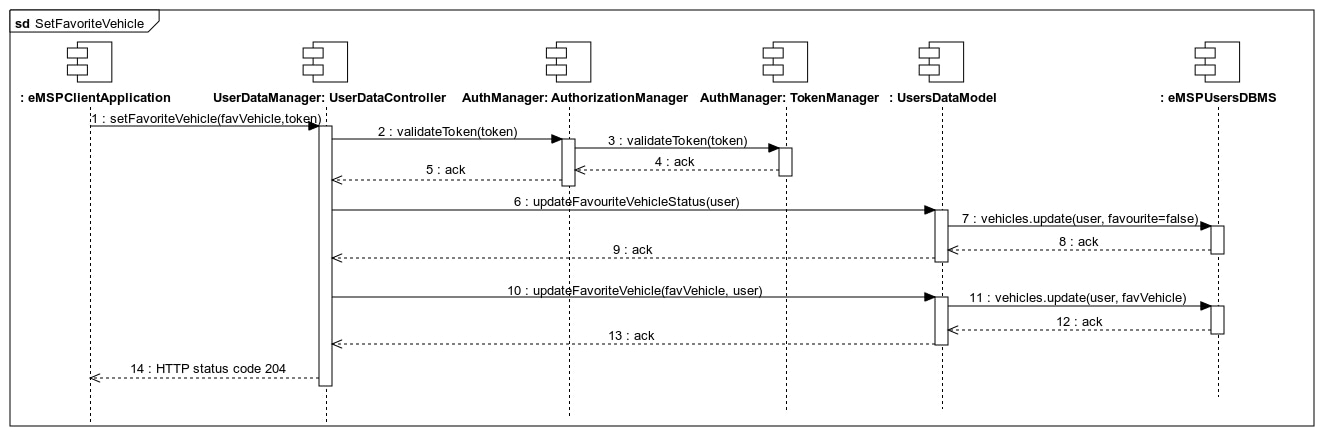 sd SetFavoriteVehicle
: eMSPClientApplication
UserDataManager: UserDataController
AuthManager: AuthorizationManager
AuthManager: TokenManager
: UsersDataModel
: eMSPUsersDBMS
1 : setFavoriteVehicle(favVehicle,token)
2 : validateToken(token)
3 : validateToken(token)
4 : ack
5 : ack
6 : updateFavouriteVehicleStatus(user)
7 : vehicles.update(user, favourite=false)
8 : ack
9 : ack
10 : updateFavoriteVehicle(favVehicle, user)
11 : vehicles.update(user, favVehicle)
12 : ack
13 : ack
14 : HTTP status code 204